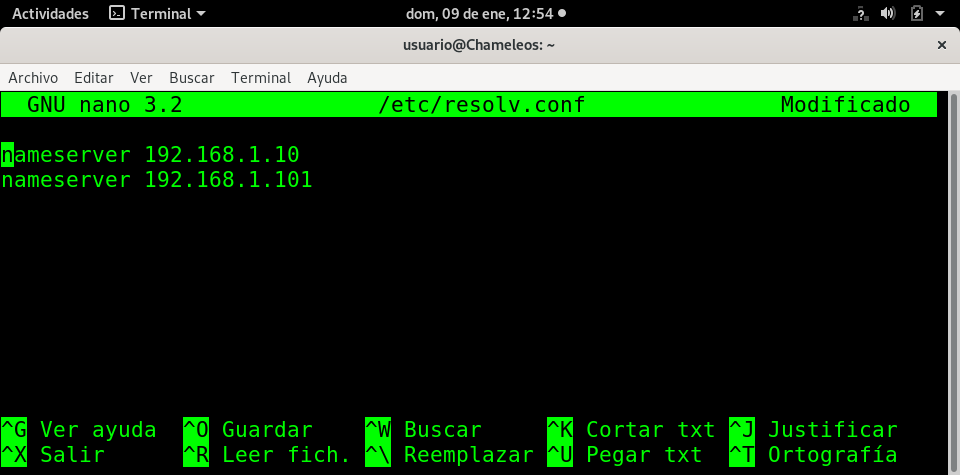 Actividades Terminal dom, 09 de ene, 12:54
usuario@Chameleos: ~ ×
Archivo Editar Ver Buscar Terminal Ayuda
GNU nano 3.2 /etc/resolv.conf Modificado
nameserver 192.168.1.10
nameserver 192.168.1.101
^G Ver ayuda ^O Guardar ^W Buscar ^K Cortar txt ^J Justificar
^X Salir ^R Leer fich. ^\ Reemplazar ^U Pegar txt ^T Ortografía